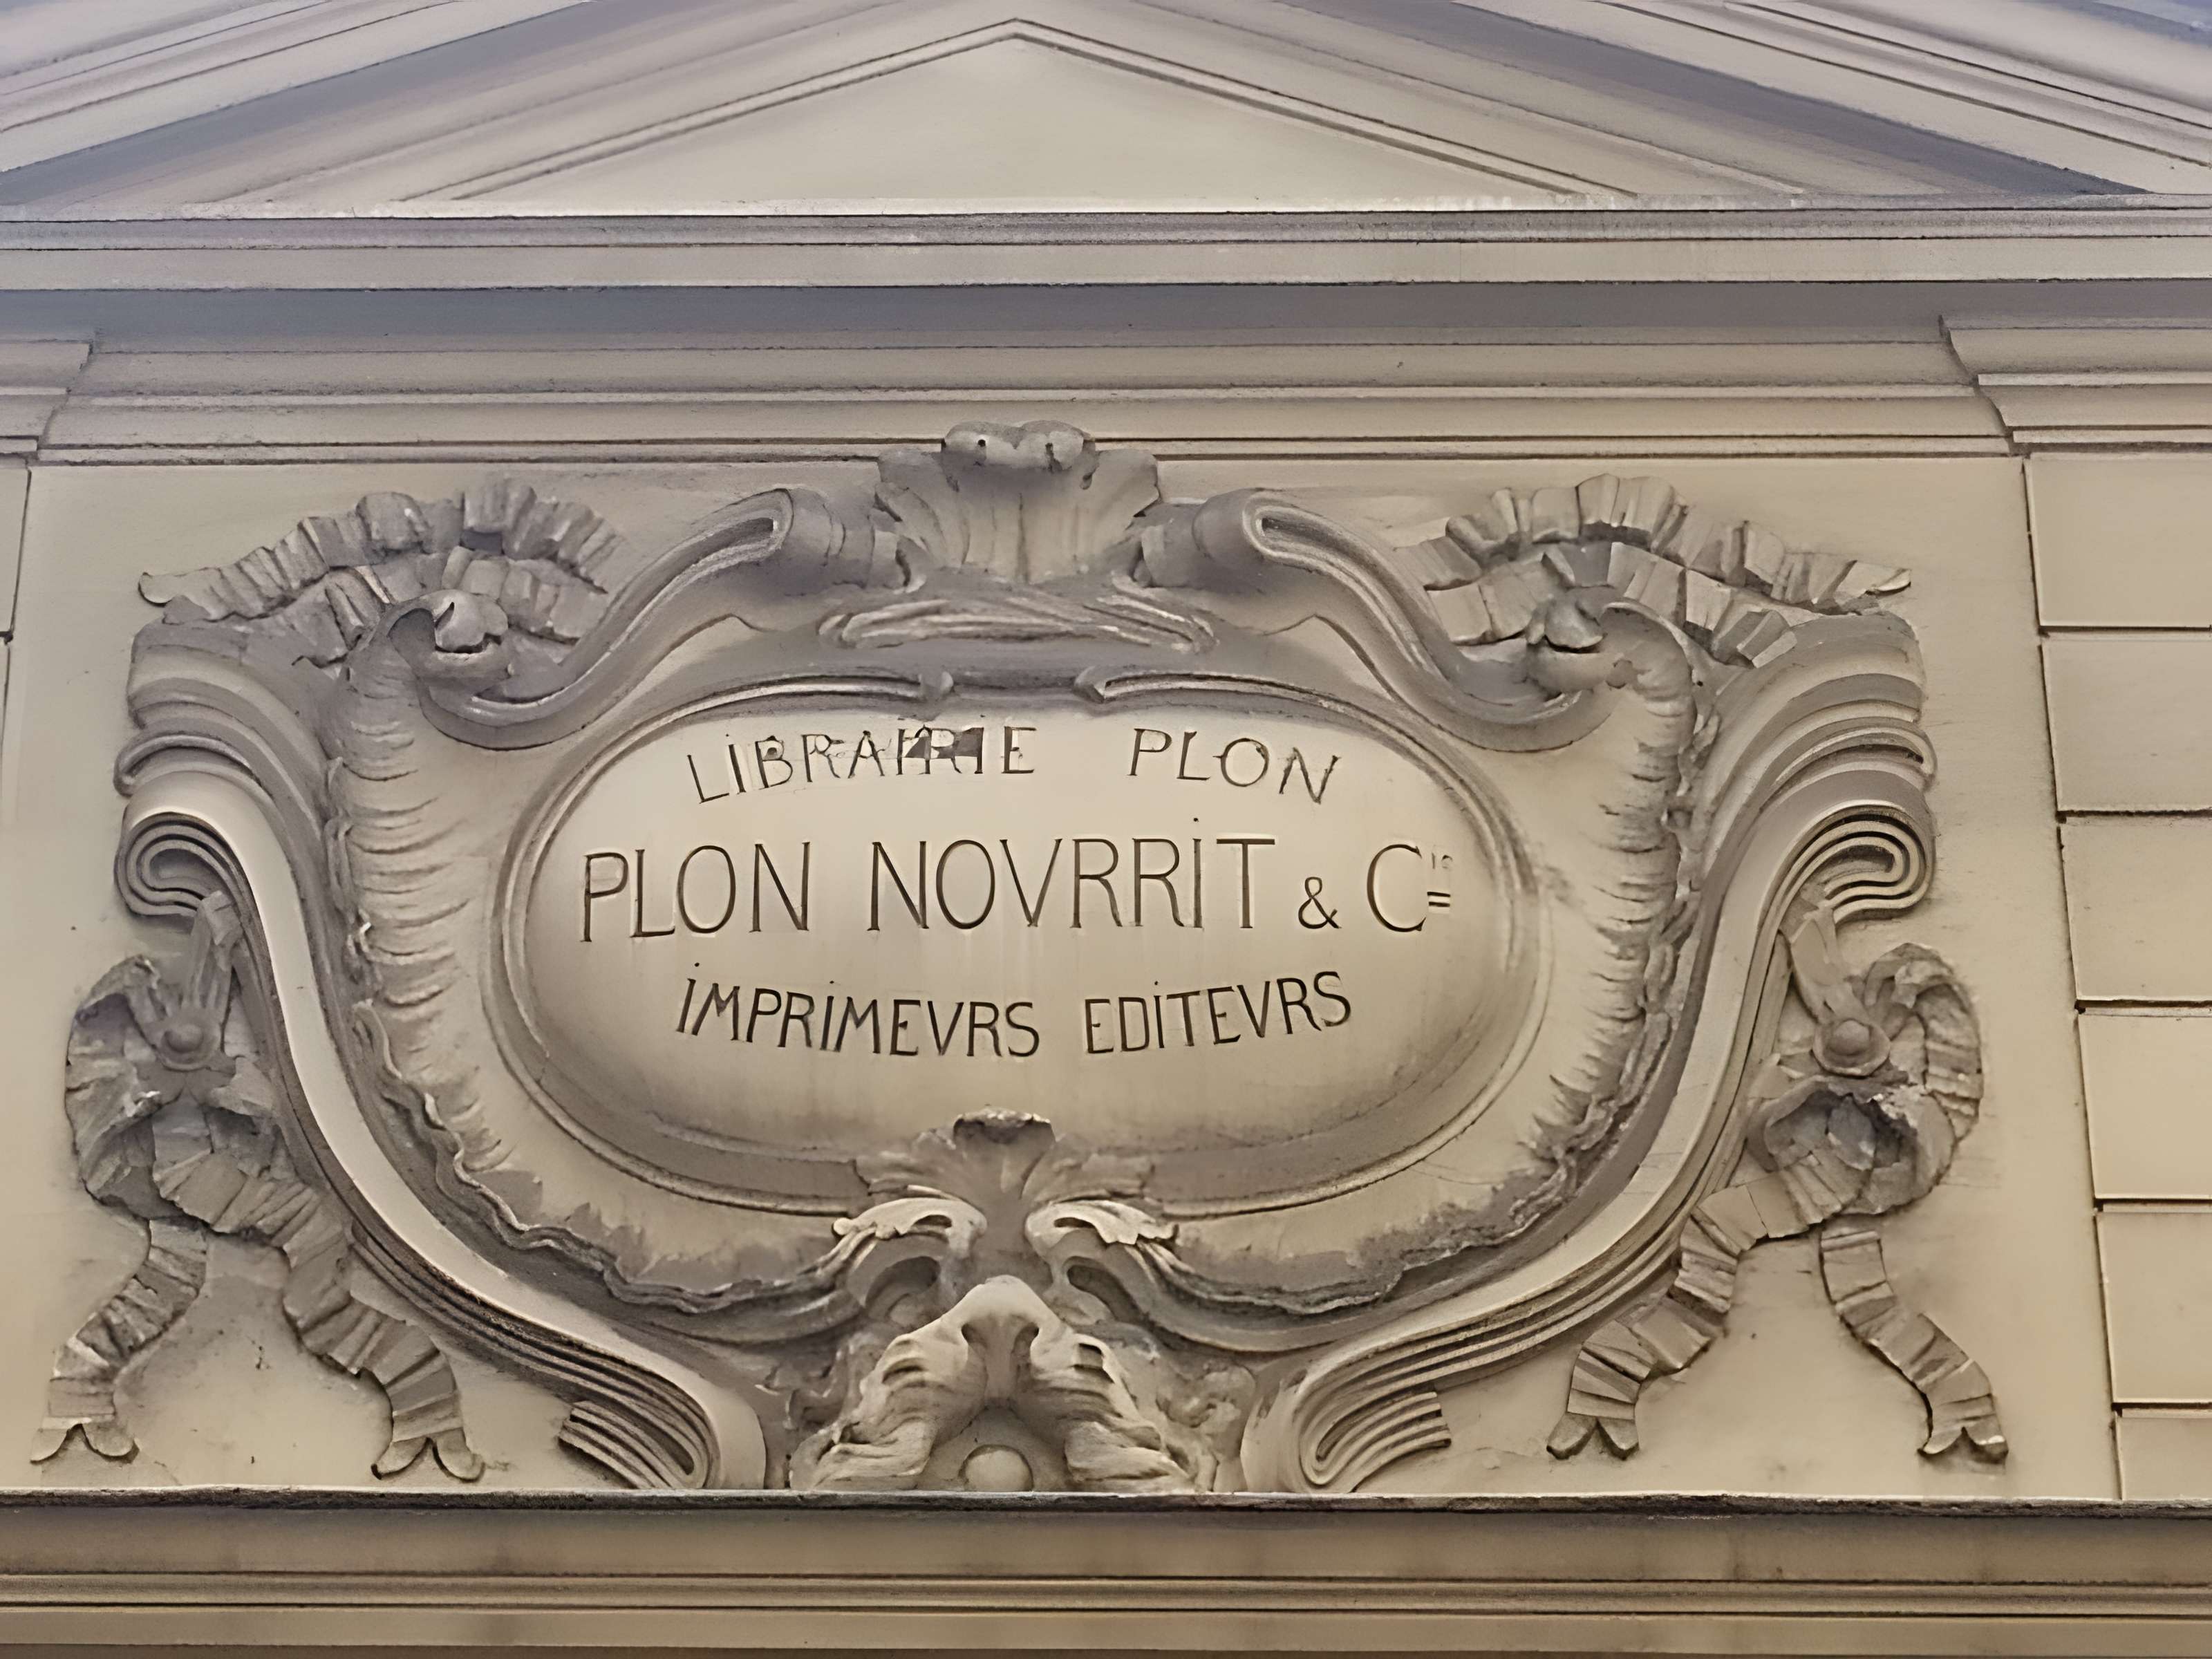 LIBRAIRIE PLON
PLON NOVRRIT & Cie
IMPRIMEVRS EDITEVRS